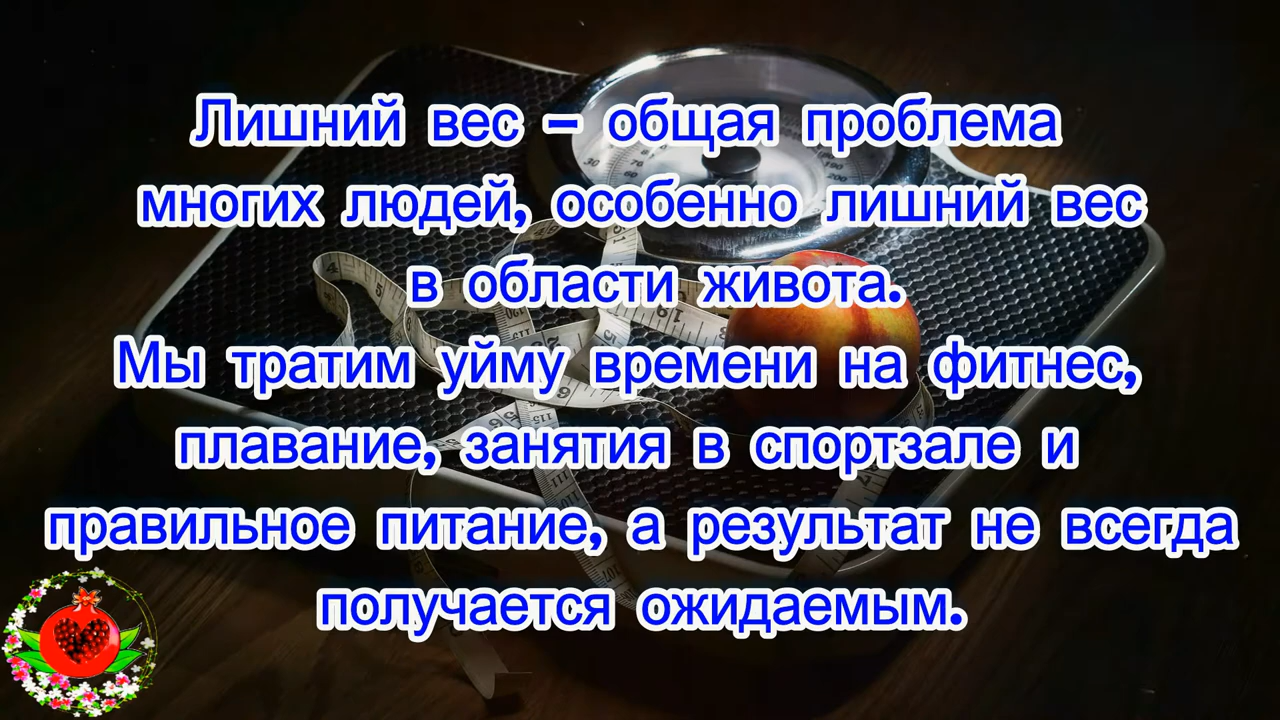 Лишний вес – общая проблема
многих людей, особенно лишний вес
в области живота.
Мы тратим уйму времени на фитнес,
плавание, занятия в спортзале и
правильное питание, а результат не всегда
получается ожидаемым.